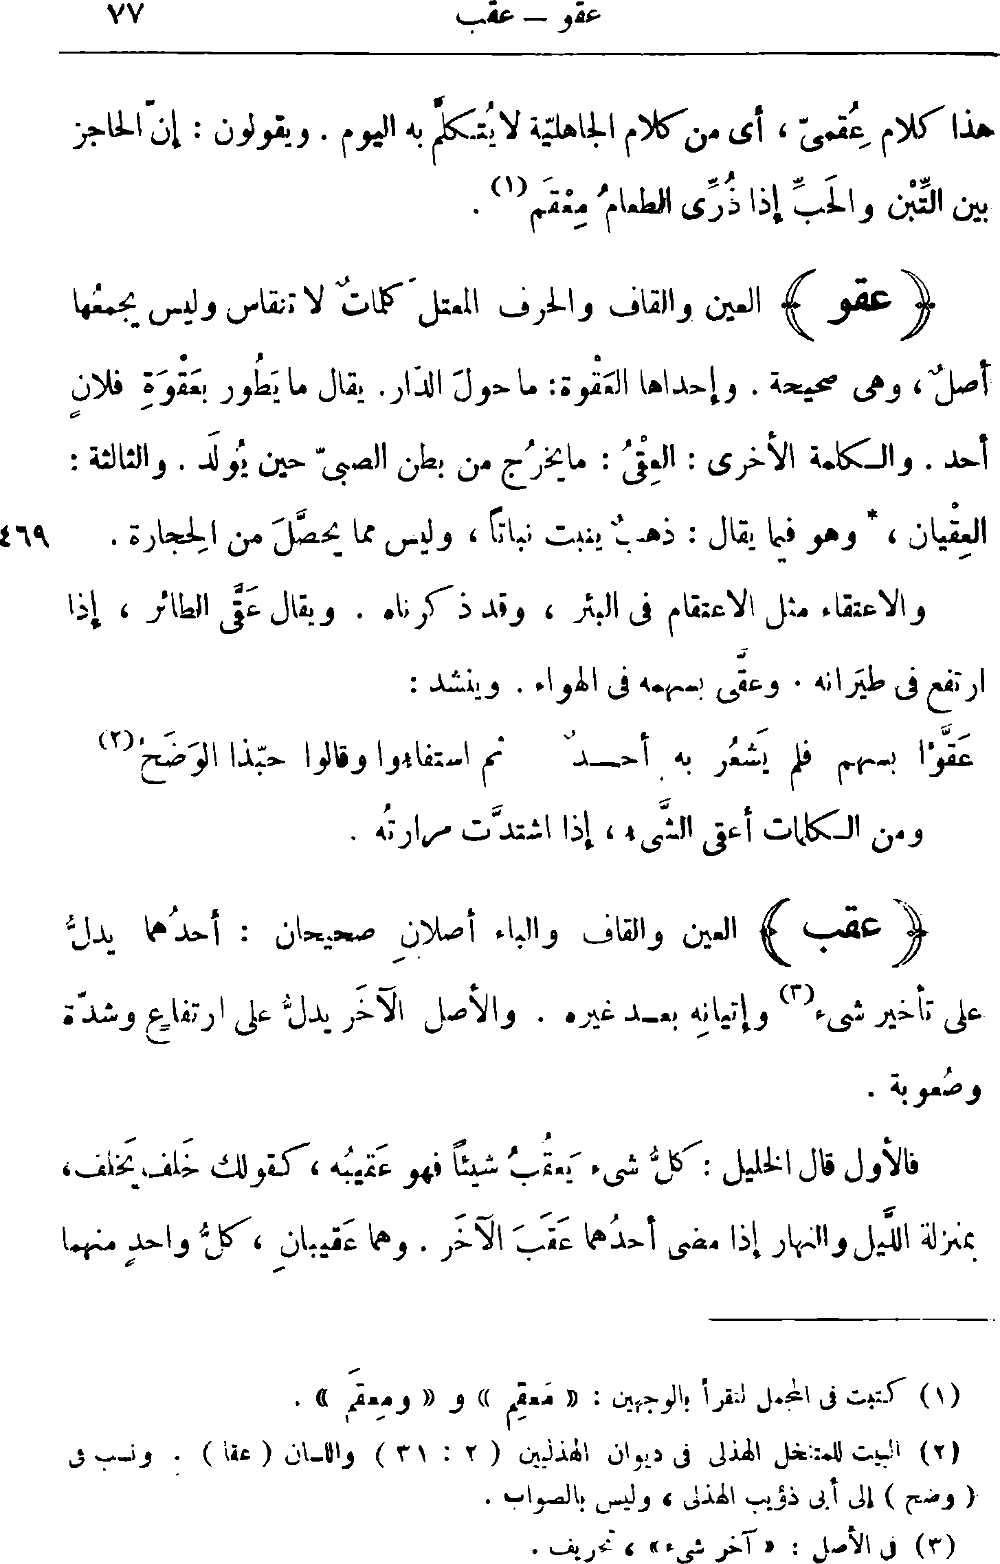 عقو — عقب ٧٧
هذا كلام عُِقمىّ ، أى من كلام الجاهليّة لا يُتكلَّم به اليوم . ويقولون : إنّ الحاجز
بين التِّبْن والحَبِّ إذا ذُرِّى الطعامُ مِعْقَم(١) .
﴿ عقو ﴾ العين والقاف والحرف المعتل كلماتٌ لا تنقاس وليس يجمعُها
أصلٌ ، وهى صحيحة . وإحداها العَقْوة: ما حولَ الدّار. يقال ما يَطُور بعَقْوَةِ فلانٍ
أحد . والكلمة الأخرى : العِقْىُ : ما يخرُج من بطن الصبىّ حين يُولَد . والثالثة :
العِقْيان ، * وهو فيما يقال : ذهبٌ ينبت نباتاً ، وليس مما يحصَّلَ من الحِجارة . ٤٦٩
والاعتقاء مثل الاعتقام فى البئر ، وقد ذكرناه . ويقال عَقَّى الطائر ، إذا
ارتفع فى طيَرانه . وعقَّى بسهمه فى الهواء . وينشد :
عَقَّوْا بسهم فلم يَشعُر به أحدٌ ثم استفاءوا وقالوا حبّذا الوَضَحُ(٢)
ومن الكلمات أعقى الشَّىء ، إذا اشتدَّت مرارتُه .
﴿ عقب ﴾ العين والقاف والباء أصلانِ صحيحان : أحدُهما يدلُّ
على تأخير شىء(٣) وإتيانِه بعد غيره . والأصل الآخَر يدلُّ على ارتفاعٍ وشدّة
وصُعوبة .
فالأول قال الخليل : كلُّ شىء يَعقُبُ شيئاً فهو عَقيبُه ، كقولك خَلف يَخلف،
بمنزلة اللَّيل والنهار إذا مضى أحدُهما عَقَبَ الآخَر . وهما عَقيبانِ ، كلُّ واحدٍ منهما
(١) كتبت فى المجمل لتقرأ بالوجهين : « مَعقِم » و « ومِعقَم » .
(٢) البيت للمتنخل الهذلى فى ديوان الهذليين ( ٢ : ٣١ ) واللسان ( عقا ) . ونسب فى
( وضح ) إلى أبى ذؤيب الهذلى ، وليس بالصواب .
(٣) فى الأصل : « آخر شىء» ، تحريف .